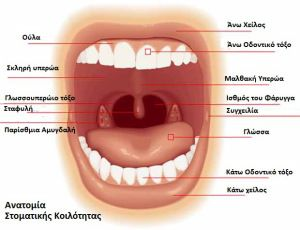 Άνω Χείλος
Ούλα
Άνω Οδοντικό τόξο
Σκληρή υπερώα
Μαλθακή Υπερώα
Γλωσσουπερώιο τόξο
Ισθμός του Φάρυγγα
Σταφυλή
Συγχειλία
Παρίσθμια Αμυγδαλή
Γλώσσα
Κάτω Οδοντικό τόξο
Κάτω χείλος
Ανατομία
Στοματικής Κοιλότητας